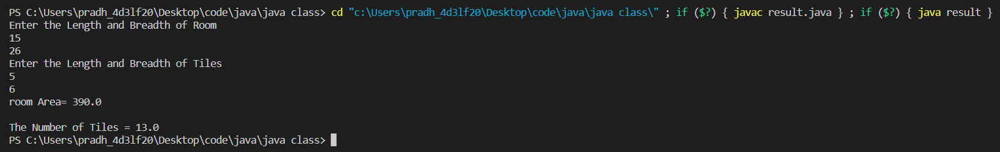 PS C:\Users\pradh_4d3lf20\Desktop\code\java\java class> cd "c:\Users\pradh_4d3lf20\Desktop\code\java\java class\" ; if ($?) { javac result.java } ; if ($?) { java result }
Enter the Length and Breadth of Room
15
26
Enter the Length and Breadth of Tiles
5
6
room Area= 390.0
The Number of Tiles = 13.0
PS C:\Users\pradh_4d3lf20\Desktop\code\java\java class>